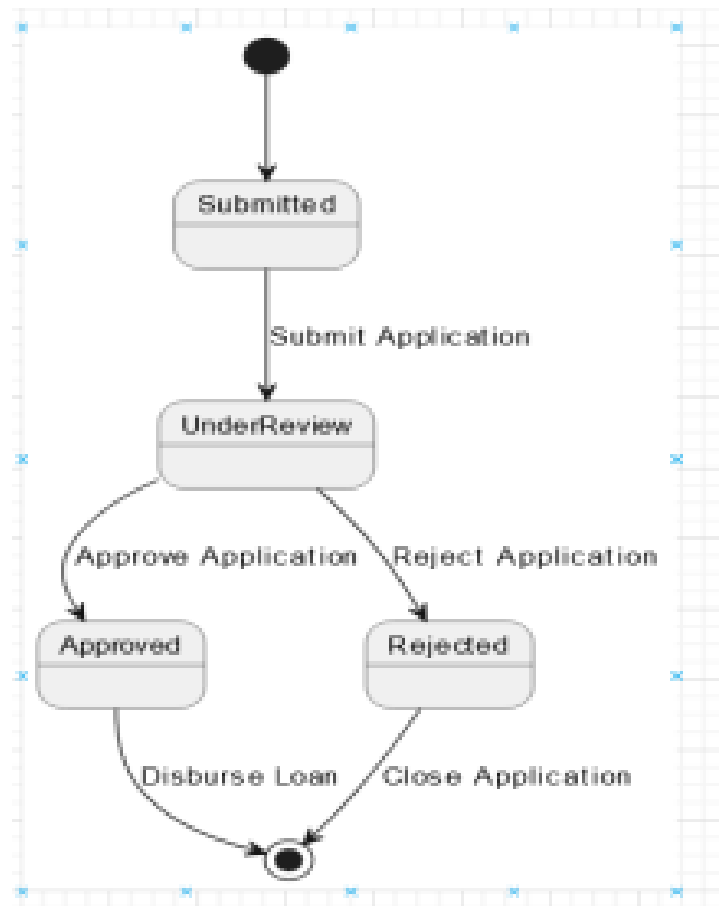 Submitted
Submit Application
UnderReview
Approve Application
Reject Application
Approved
Rejected
Disburse Loan
Close Application